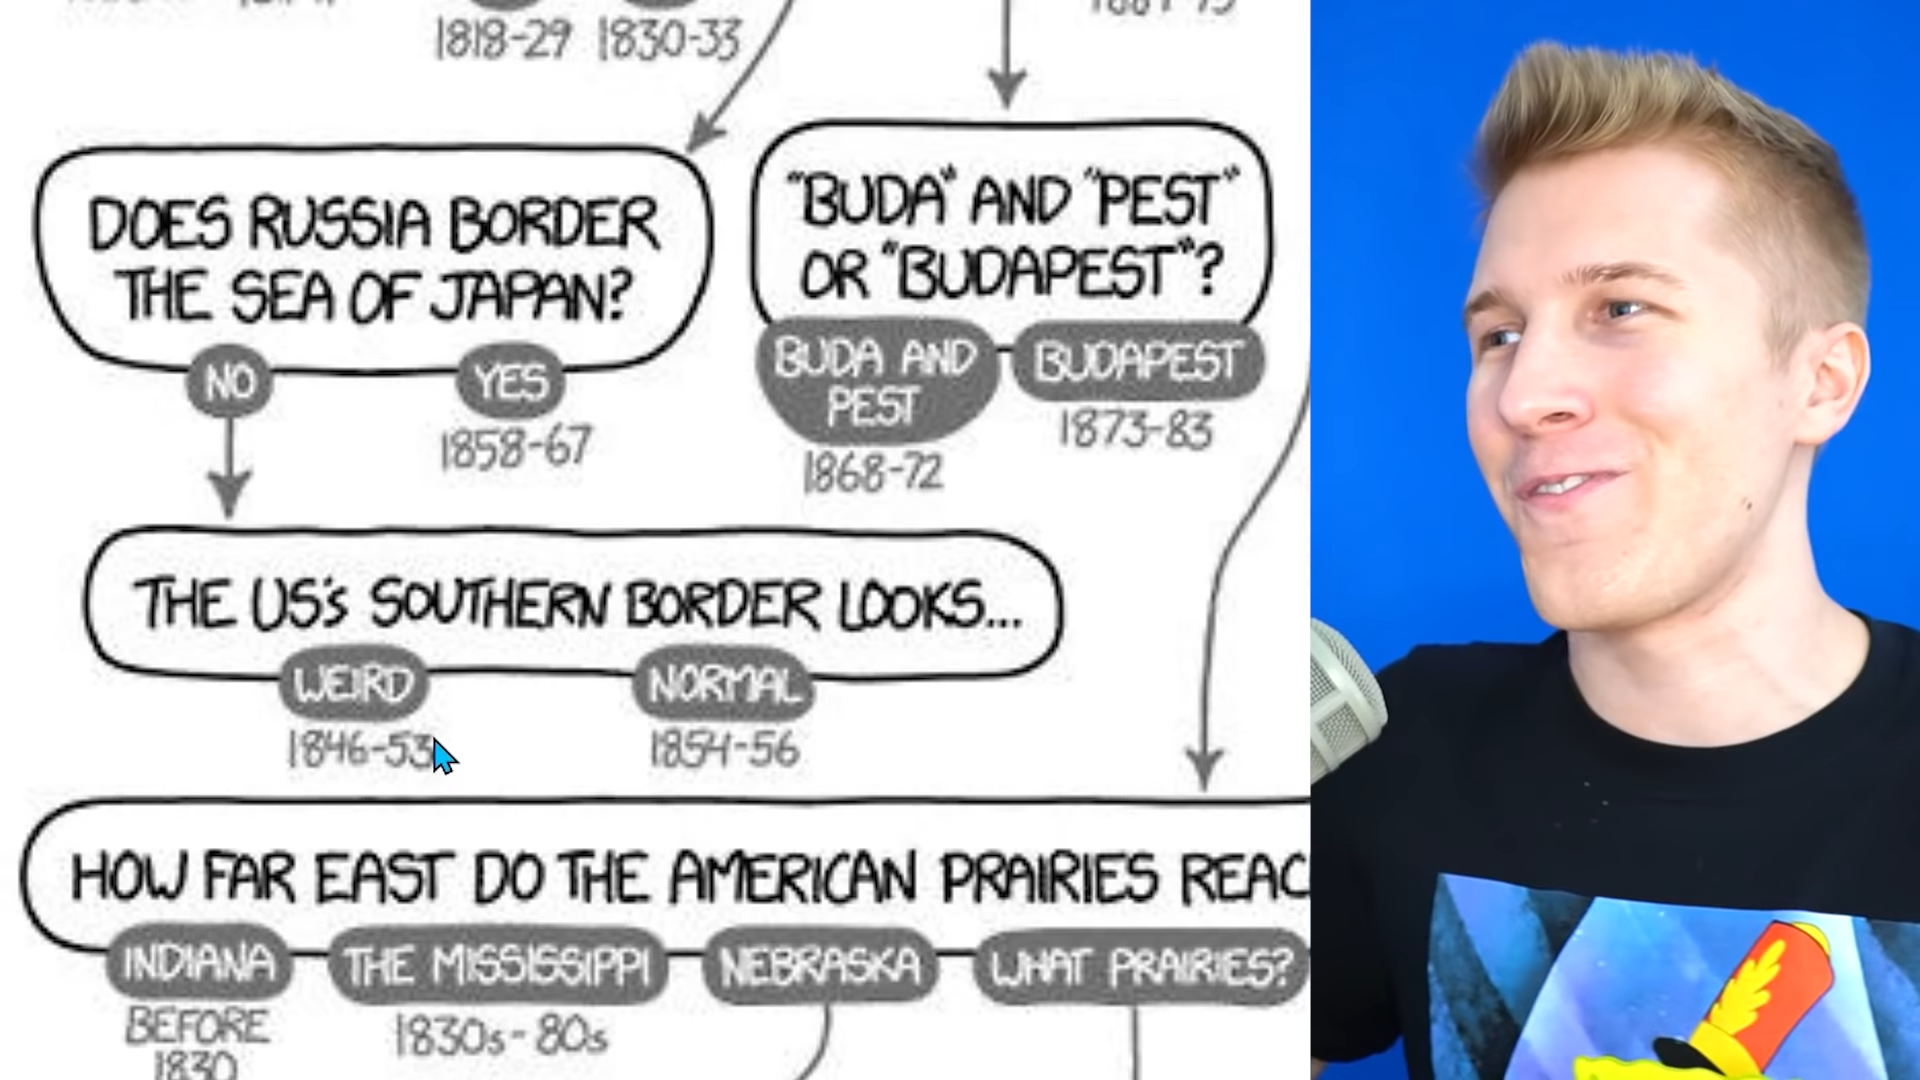 1818-29 1830-33
DOES RUSSIA BORDER
THE SEA OF JAPAN?
NO YES
1858-67
"BUDA" AND "PEST"
OR "BUDAPEST"?
BUDA AND
PEST
BUDAPEST
1873-83
1868-72
THE US's SOUTHERN BORDER LOOKS...
WEIRD NORMAL
1846-53 1854-56
HOW FAR EAST DO THE AMERICAN PRAIRIES REAC
INDIANA THE MISSISSIPPI NEBRASKA WHAT PRAIRIES?
BEFORE
1830
1830s-80s